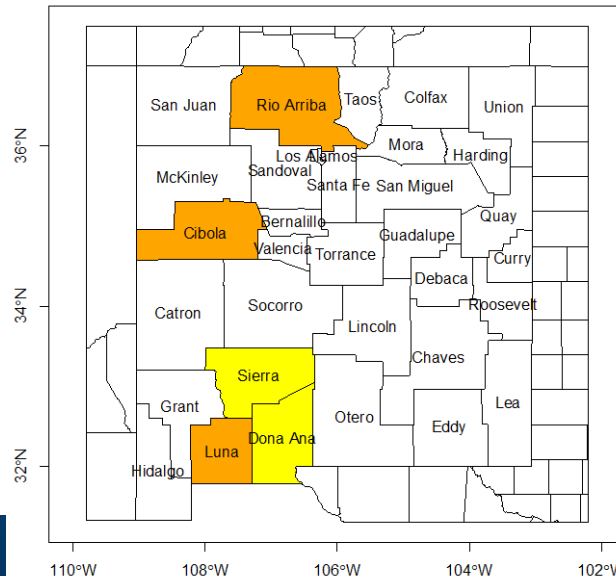 San Juan
Rio Arriba
Taos
Colfax
Union
36°N
Mora
Los Alamos
Harding
Sandoval
McKinley
Santa Fe
San Miguel
Bernalillo
Quay
Cibola
Guadalupe
Valencia
Torrance
Curry
Debaca
34°N
Socorro
Roosevelt
Catron
Lincoln
Chaves
Sierra
Grant
Lea
Otero
Eddy
Dona Ana
Luna
32°N
Hidalgo
110°W
108°W
106°W
104°W
102°W